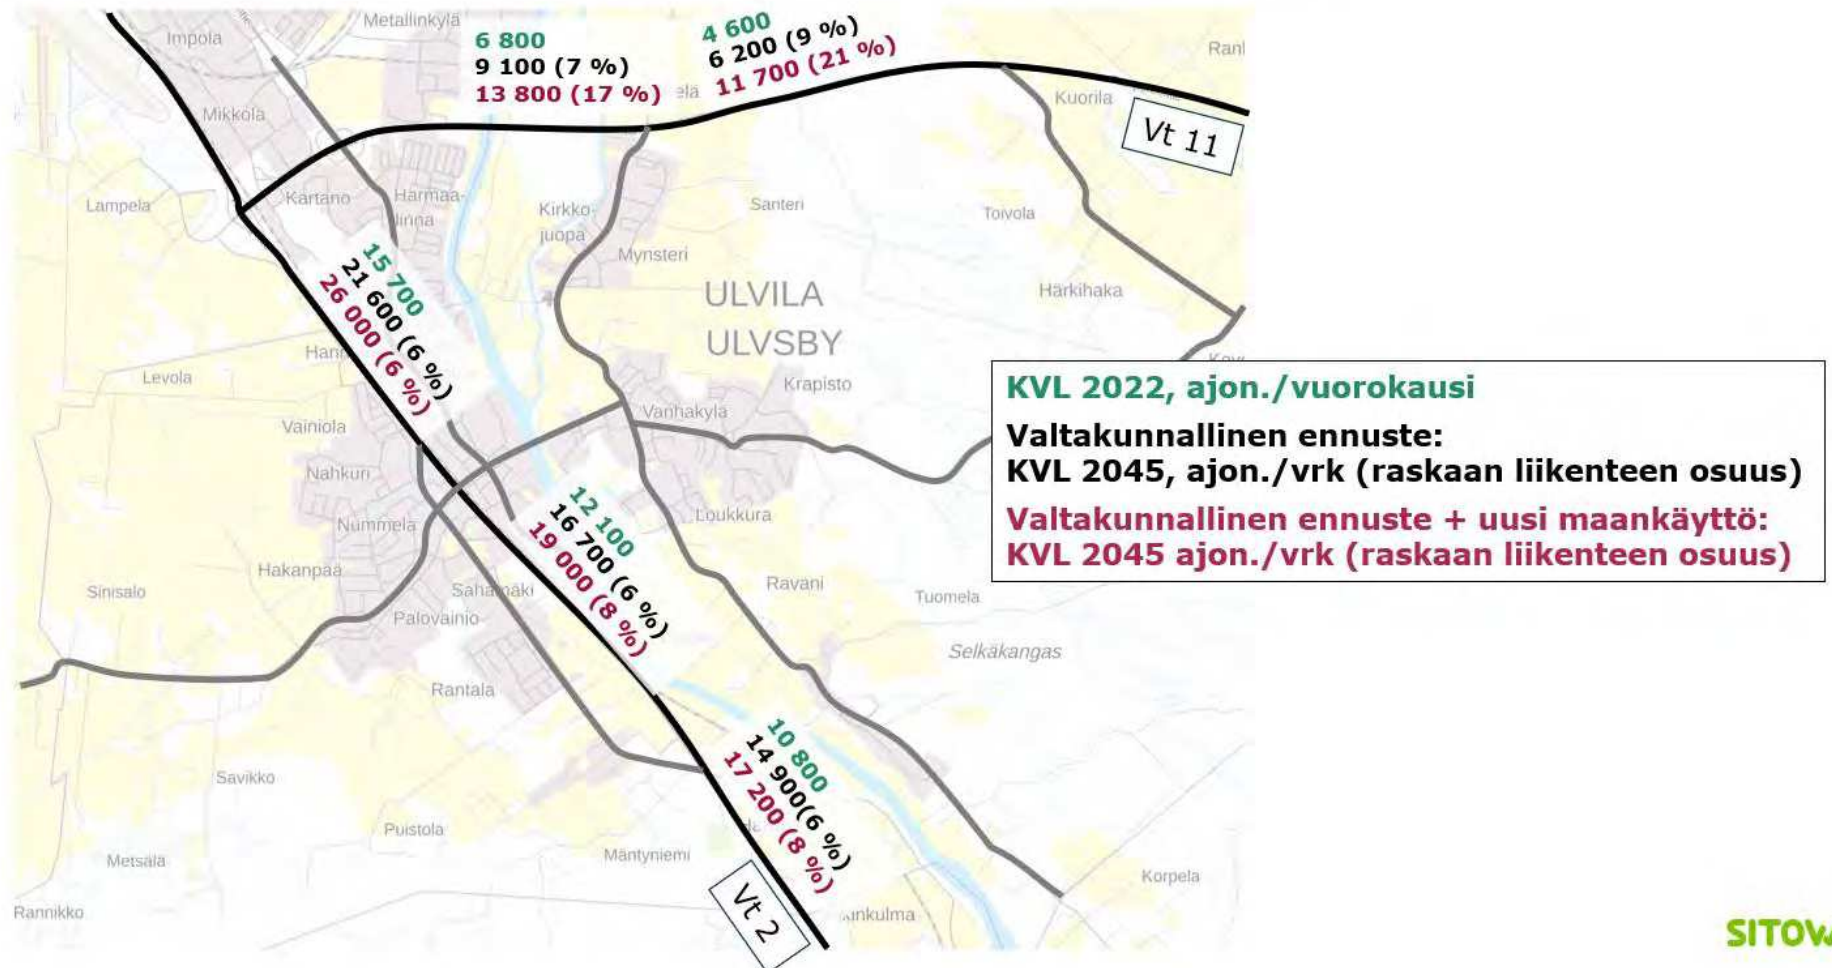 Metallinkylä
Impola
6 800
9 100 (7 %)
13 800 (17 %)
4 600
6 200 (9 %)
11 700 (21 %)
elä
Mikkola
Kuorila
Vt 11
Lampela
Kartano
Harmaa-
linna
Kirkko-
juopa
Santeri
Toivola
Mynsteri
15 700
21 600 (6 %)
26 000 (6 %)
ULVILA
ULVSBY
Härkihaka
Levola
Krapisto
Vanhakylä
Vainiola
Nahkuri
Nummela
Loukkura
12 100
16 700 (6 %)
19 000 (8 %)
KVL 2022, ajon./vuorokausi
Valtakunnallinen ennuste:
KVL 2045, ajon./vrk (raskaan liikenteen osuus)
Valtakunnallinen ennuste + uusi maankäyttö:
KVL 2045 ajon./vrk (raskaan liikenteen osuus)
Hakanpää
Sinisalo
Sahamäki
Ravani
Tuomela
Palovainio
Selkäkangas
Rantala
10 800
14 900(6 %)
17 200 (8 %)
Savikko
Puistola
Metsälä
Mäntyniemi
Korpela
Vt 2
Rannikko
unkulma
SITOW